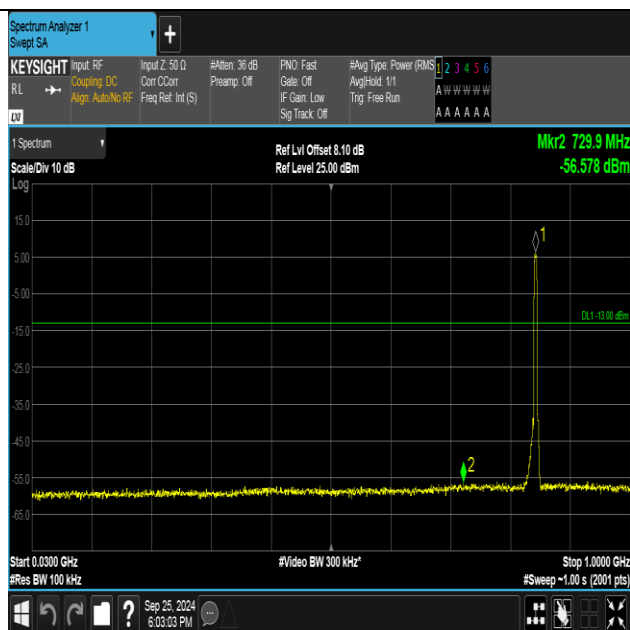 Spectrum Analyzer 1
Swept SA
KEYSIGHT
RL
LXI
Input: RF
Coupling: DC
Align: Auto/No RF
Input Z: 50 Ω
Corr CCorr
Freq Ref: Int (S)
#Atten: 36 dB
Preamp: Off
PNO: Fast
Gate: Off
IF Gain: Low
Sig Track: Off
#Avg Type: Power (RMS
Avg|Hold: 1/1
Trig: Free Run
1 2 3 4 5 6
A W W W W W
A A A A A A
1 Spectrum
Scale/Div 10 dB
Log
Ref Lvl Offset 8.10 dB
Ref Level 25.00 dBm
Mkr2 729.9 MHz
-56.578 dBm
15.0
5.00
-5.00
-15.0
-25.0
-35.0
-45.0
-55.0
-65.0
1
DL1 -13.00 dBm
2
Start 0.0300 GHz
#Res BW 100 kHz
#Video BW 300 kHz*
Stop 1.0000 GHz
#Sweep ~1.00 s (2001 pts)
?
Sep 25, 2024
6:03:03 PM